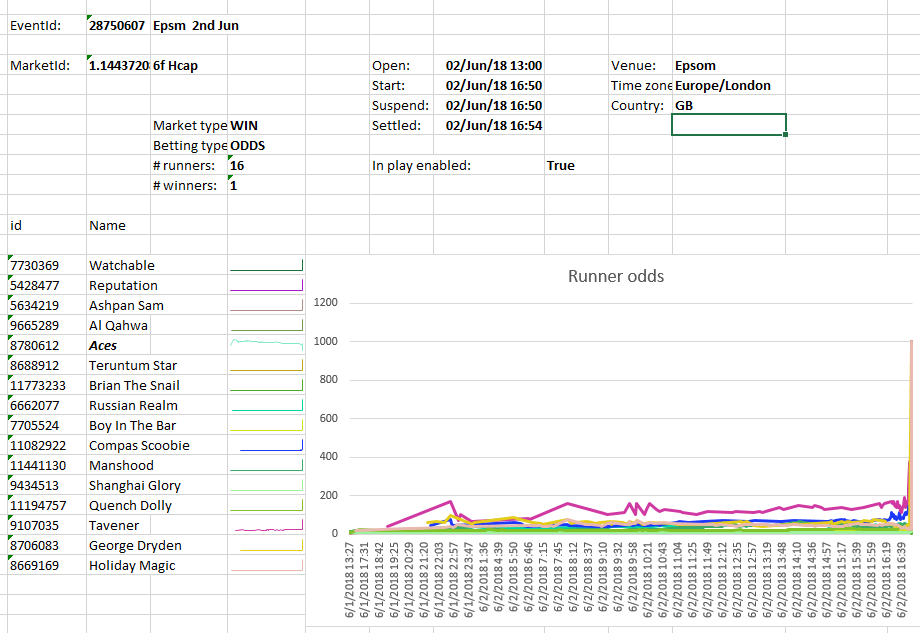 EventId: 28750607 Epsm 2nd Jun
MarketId: 1.1443720 6f Hcap Open: 02/Jun/18 13:00 Venue: Epsom
Start: 02/Jun/18 16:50 Time zone Europe/London
Suspend: 02/Jun/18 16:50 Country: GB
Market type WIN Settled: 02/Jun/18 16:54
Betting type ODDS
# runners: 16 In play enabled: True
# winners: 1
id Name
7730369 Watchable
5428477 Reputation
5634219 Ashpan Sam
9665289 Al Qahwa
8780612 Aces
8688912 Teruntum Star
11773233 Brian The Snail
6662077 Russian Realm
7705524 Boy In The Bar
11082922 Compas Scoobie
11441130 Manshood
9434513 Shanghai Glory
11194757 Quench Dolly
9107035 Tavener
8706083 George Dryden
8669169 Holiday Magic
Runner odds
1200
1000
800
600
400
200
0
6/1/2018 13:27
6/1/2018 17:31
6/1/2018 18:42
6/1/2018 19:25
6/1/2018 20:29
6/1/2018 21:20
6/1/2018 22:03
6/1/2018 22:57
6/1/2018 23:47
6/2/2018 1:36
6/2/2018 4:39
6/2/2018 5:50
6/2/2018 6:46
6/2/2018 7:15
6/2/2018 7:45
6/2/2018 8:12
6/2/2018 8:37
6/2/2018 9:10
6/2/2018 9:32
6/2/2018 9:58
6/2/2018 10:21
6/2/2018 10:43
6/2/2018 11:04
6/2/2018 11:25
6/2/2018 11:49
6/2/2018 12:12
6/2/2018 12:35
6/2/2018 12:57
6/2/2018 13:19
6/2/2018 13:48
6/2/2018 14:10
6/2/2018 14:36
6/2/2018 14:57
6/2/2018 15:17
6/2/2018 15:39
6/2/2018 15:59
6/2/2018 16:19
6/2/2018 16:39